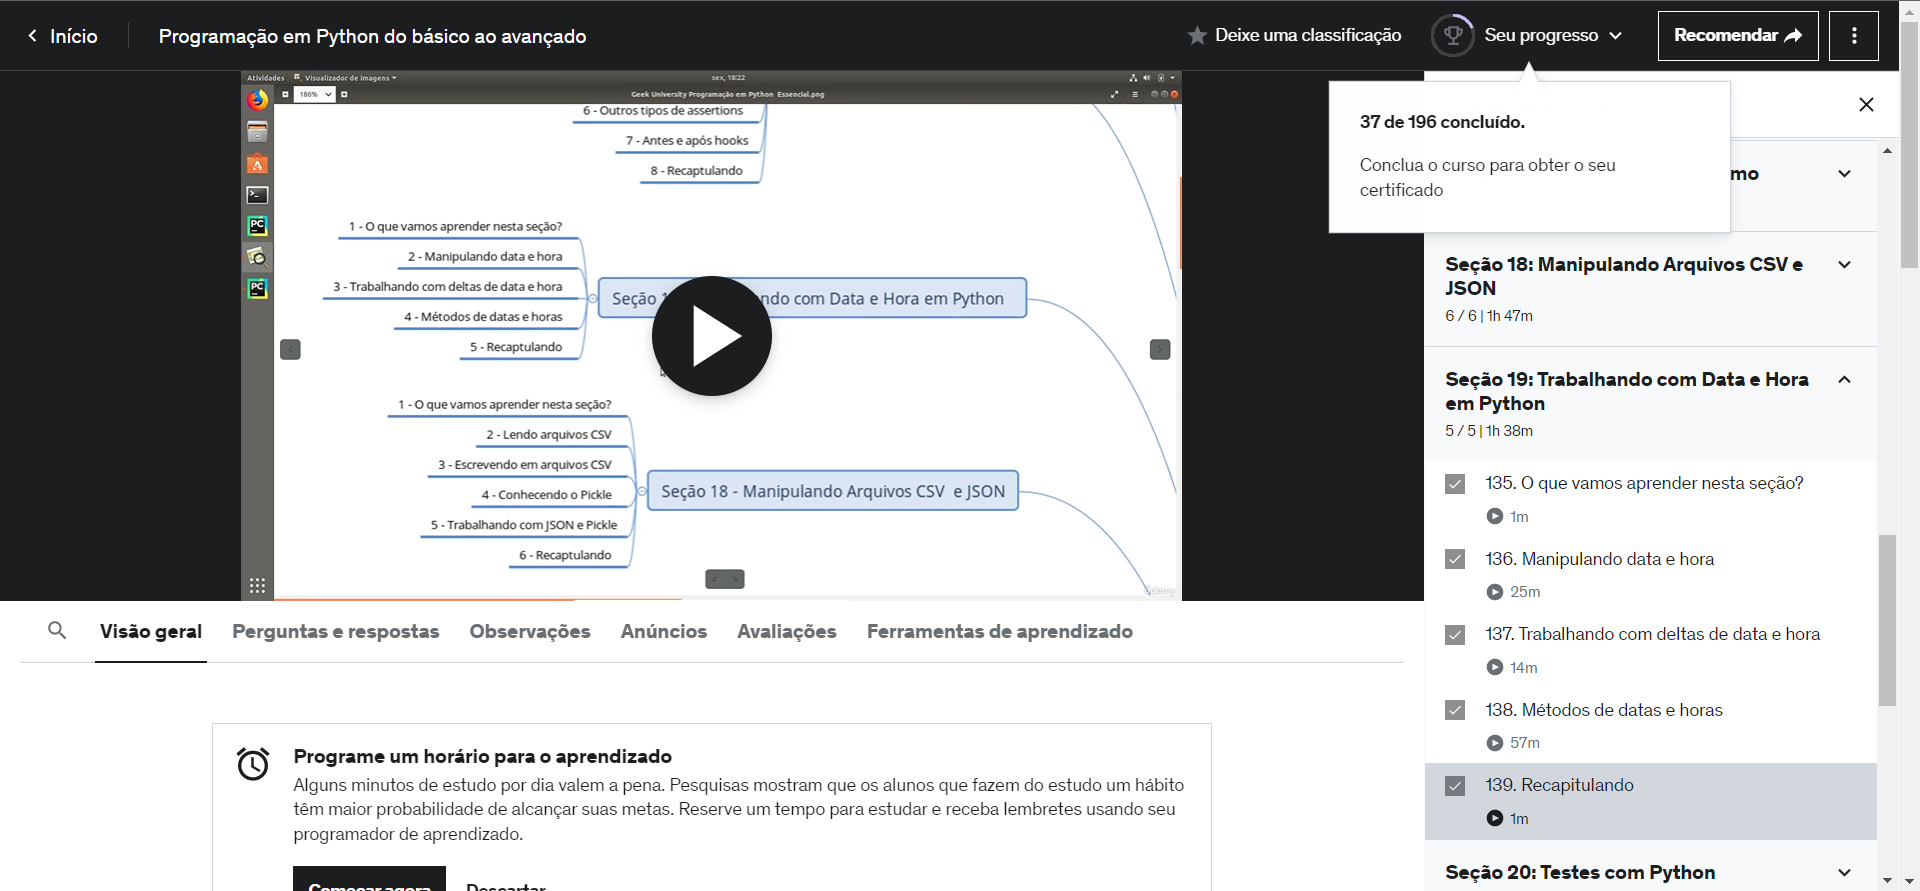 Início
Programação em Python do básico ao avançado
Deixe uma classificação
Seu progresso
Recomendar
37 de 196 concluído.
Conclua o curso para obter o seu
certificado
Atividades
Visualizador de imagens
sex, 18:22
186%
Geek University Programação em Python Essencial.png
6 - Outros tipos de assertions
7 - Antes e após hooks
8 - Recaptulando
1 - O que vamos aprender nesta seção?
2 - Manipulando data e hora
3 - Trabalhando com deltas de data e hora
4 - Métodos de datas e horas
5 - Recaptulando
Seção 1 ndo com Data e Hora em Python
1 - O que vamos aprender nesta seção?
2 - Lendo arquivos CSV
3 - Escrevendo em arquivos CSV
4 - Conhecendo o Pickle
5 - Trabalhando com JSON e Pickle
6 - Recaptulando
Seção 18 - Manipulando Arquivos CSV e JSON
PC
PC
Udemy
mo
Seção 18: Manipulando Arquivos CSV e
JSON
6 / 6 | 1h 47m
Seção 19: Trabalhando com Data e Hora
em Python
5 / 5 | 1h 38m
135. O que vamos aprender nesta seção?
1m
136. Manipulando data e hora
25m
137. Trabalhando com deltas de data e hora
14m
138. Métodos de datas e horas
57m
139. Recapitulando
1m
Seção 20: Testes com Python
Visão geral
Perguntas e respostas
Observações
Anúncios
Avaliações
Ferramentas de aprendizado
Programe um horário para o aprendizado
Alguns minutos de estudo por dia valem a pena. Pesquisas mostram que os alunos que fazem do estudo um hábito
têm maior probabilidade de alcançar suas metas. Reserve um tempo para estudar e receba lembretes usando seu
programador de aprendizado.
Começar agora
Descartar